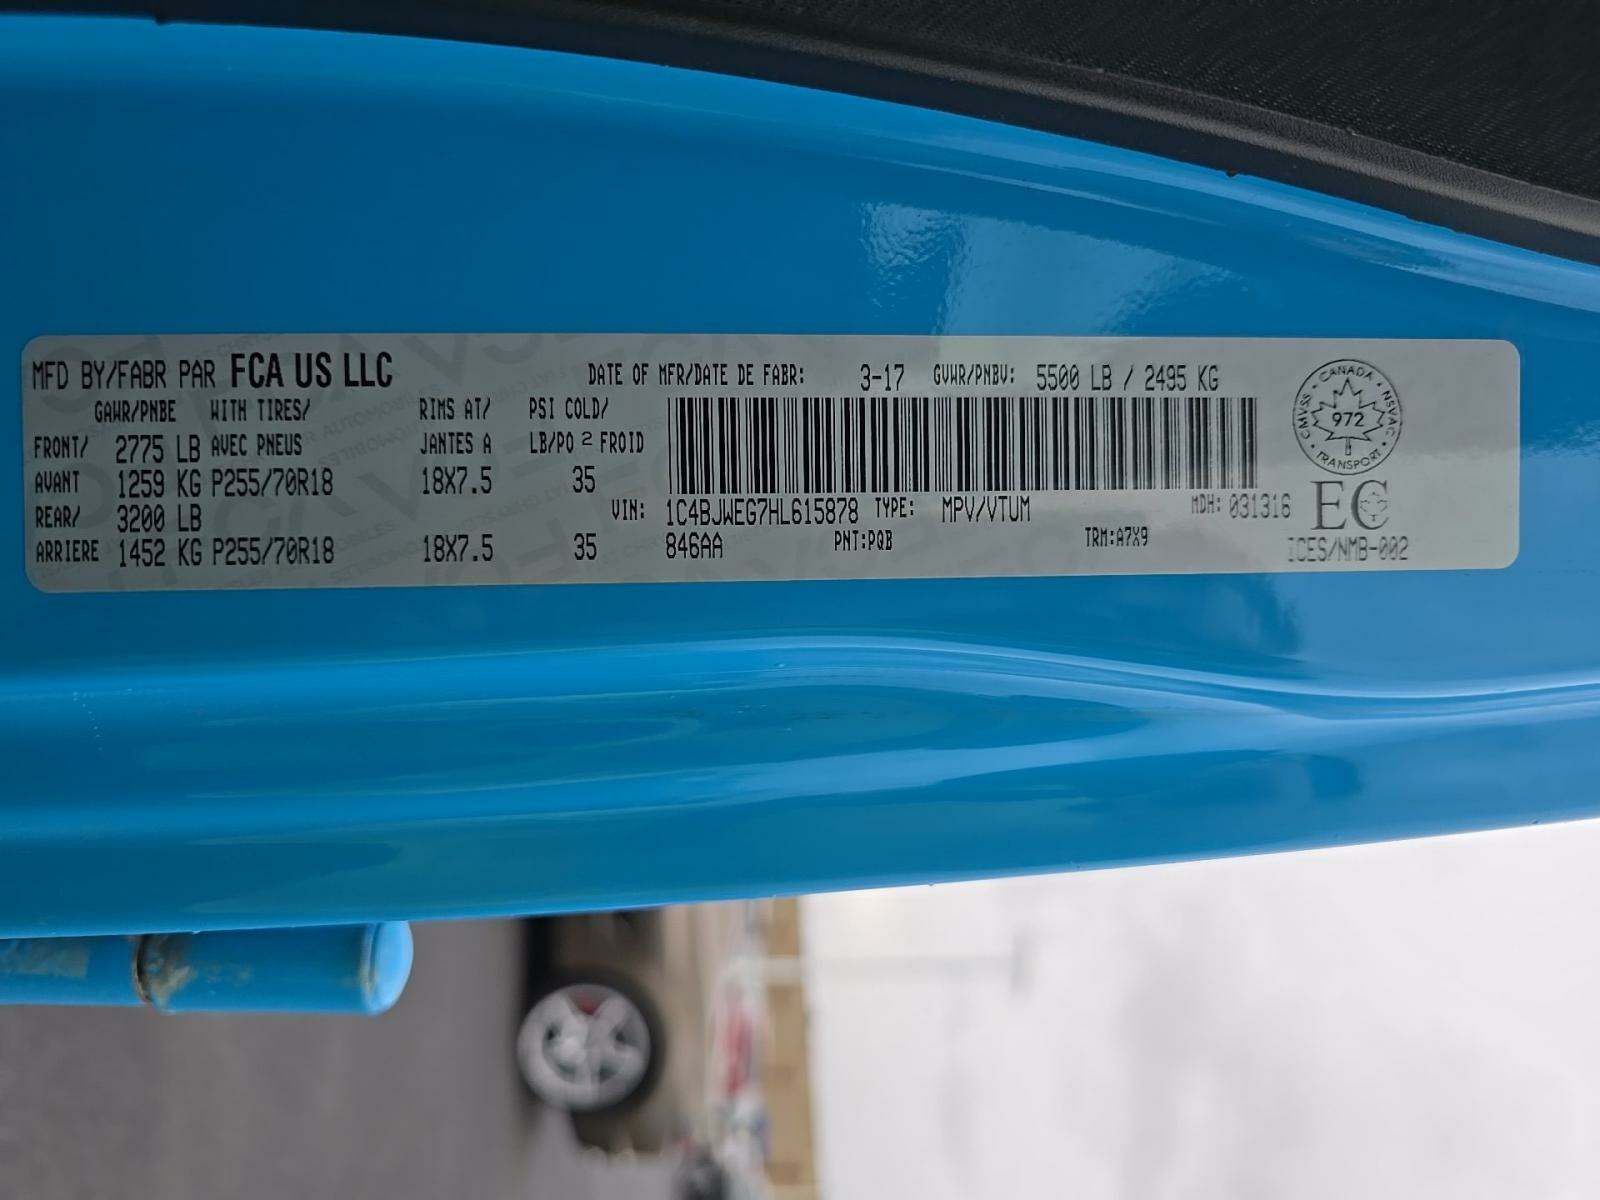 MFD BY/FABR PAR FCA US LLC DATE OF MFR/DATE DE FABR: 3-17 GVWR/PNBV: 5500 LB / 2495 KG
GAWR/PNBE WITH TIRES/ RIMS AT/ PSI COLD/
FRONT/ 2775 LB AVEC PNEUS JANTES A LB/PO 2 FROID
AVANT 1259 KG P255/70R18 18X7.5 35
REAR/ 3200 LB VIN: 1C4BJWEG7HL615878 TYPE: MPV/VTUM MDH: 031316
ARRIERE 1452 KG P255/70R18 18X7.5 35 846AA PNT:PQB TRM:A7X9
CANADA
CMVSS 972 NSVAC
TRANSPORT
EC
ICES/NMB-002